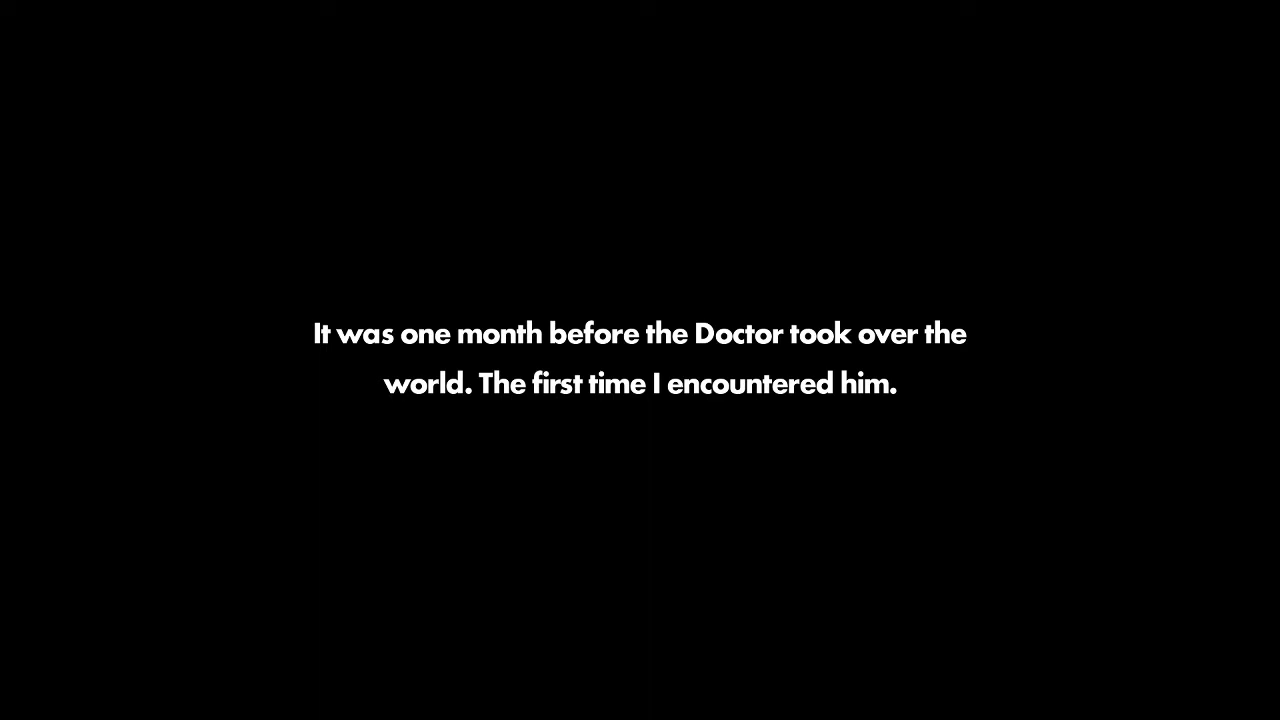 It was one month before the Doctor took over the
world. The first time I encountered him.